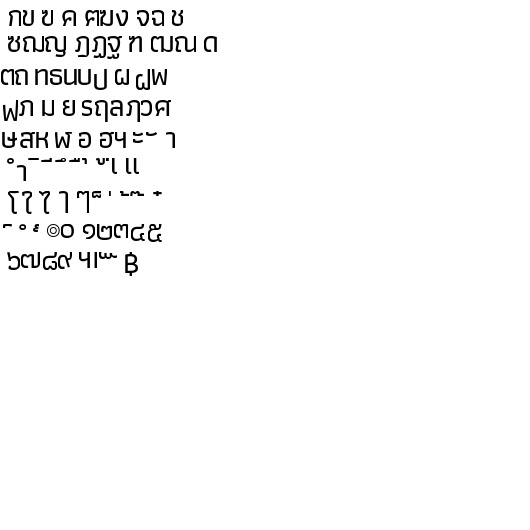 กข ฃ ค ฅฆง จฉ ช
ซฌญ ฎฏฐ ฑ ฒณ ด
ตถ ทธนบป ผ ฝพ
ฟภ ม ย รฤลฦวศ
ษสห ฬ อ ฮฯ ะ ั า
ำ ิ ี ึ ื ุ ู เ แ
โ ใ ไ ๅ ๆ ็ ่ ้ ๊ ๋
์ ํ ๎ ๏๐ ๑๒๓๔๕
๖๗๘๙ ๚ ฿